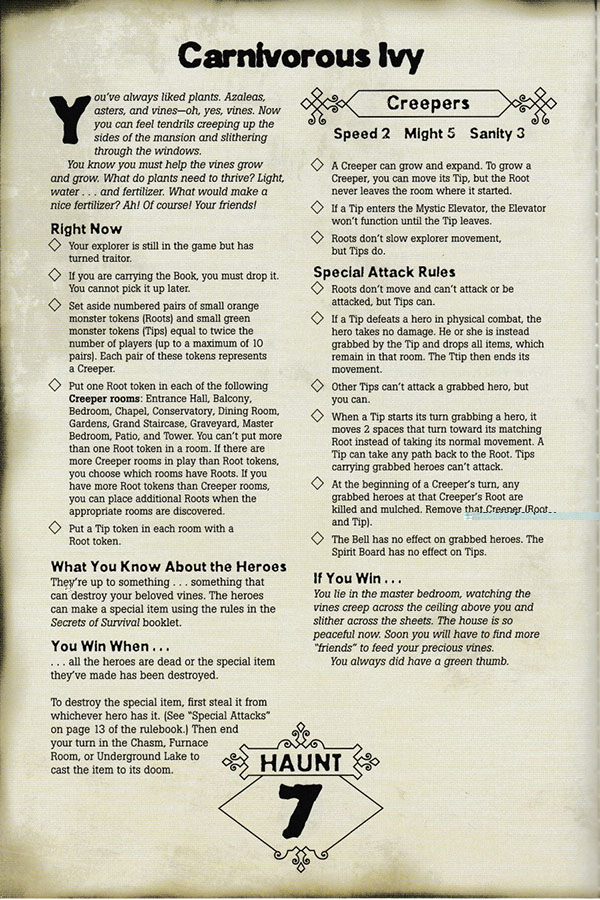 Carnivorous Ivy
You've always liked plants. Azaleas,
asters, and vines—oh, yes, vines. Now
you can feel tendrils creeping up the
sides of the mansion and slithering
through the windows.
You know you must help the vines grow
and grow. What do plants need to thrive? Light,
water . . . and fertilizer. What would make a
nice fertilizer? Ah! Of course! Your friends!
Right Now
Your explorer is still in the game but has
turned traitor.
If you are carrying the Book, you must drop it.
You cannot pick it up later.
Set aside numbered pairs of small orange
monster tokens (Roots) and small green
monster tokens (Tips) equal to twice the
number of players (up to a maximum of 10
pairs). Each pair of these tokens represents
a Creeper.
Put one Root token in each of the following
Creeper rooms: Entrance Hall, Balcony,
Bedroom, Chapel, Conservatory, Dining Room,
Gardens, Grand Staircase, Graveyard, Master
Bedroom, Patio, and Tower. You can't put more
than one Root token in a room. If there are
more Creeper rooms in play than Root tokens,
you choose which rooms have Roots. If you
have more Root tokens than Creeper rooms,
you can place additional Roots when the
appropriate rooms are discovered.
Put a Tip token in each room with a
Root token.
What You Know About the Heroes
They're up to something . . . something that
can destroy your beloved vines. The heroes
can make a special item using the rules in the
Secrets of Survival booklet.
You Win When . . .
. . . all the heroes are dead or the special item
they've made has been destroyed.
To destroy the special item, first steal it from
whichever hero has it. (See "Special Attacks"
on page 13 of the rulebook.) Then end
your turn in the Chasm, Furnace
Room, or Underground Lake to
cast the item to its doom.
Creepers
Speed 2 Might 5 Sanity 3
A Creeper can grow and expand. To grow a
Creeper, you can move its Tip, but the Root
never leaves the room where it started.
If a Tip enters the Mystic Elevator, the Elevator
won't function until the Tip leaves.
Roots don't slow explorer movement,
but Tips do.
Special Attack Rules
Roots don't move and can't attack or be
attacked, but Tips can.
If a Tip defeats a hero in physical combat, the
hero takes no damage. He or she is instead
grabbed by the Tip and drops all items, which
remain in that room. The Ttip then ends its
movement.
Other Tips can't attack a grabbed hero, but
you can.
When a Tip starts its turn grabbing a hero, it
moves 2 spaces that turn toward its matching
Root instead of taking its normal movement. A
Tip can take any path back to the Root. Tips
carrying grabbed heroes can't attack.
At the beginning of a Creeper's turn, any
grabbed heroes at that Creeper's Root are
killed and mulched. Remove that Creeper (Root
and Tip).
The Bell has no effect on grabbed heroes. The
Spirit Board has no effect on Tips.
If You Win . . .
You lie in the master bedroom, watching the
vines creep across the ceiling above you and
slither across the sheets. The house is so
peaceful now. Soon you will have to find more
"friends" to feed your precious vines.
You always did have a green thumb.
HAUNT
7